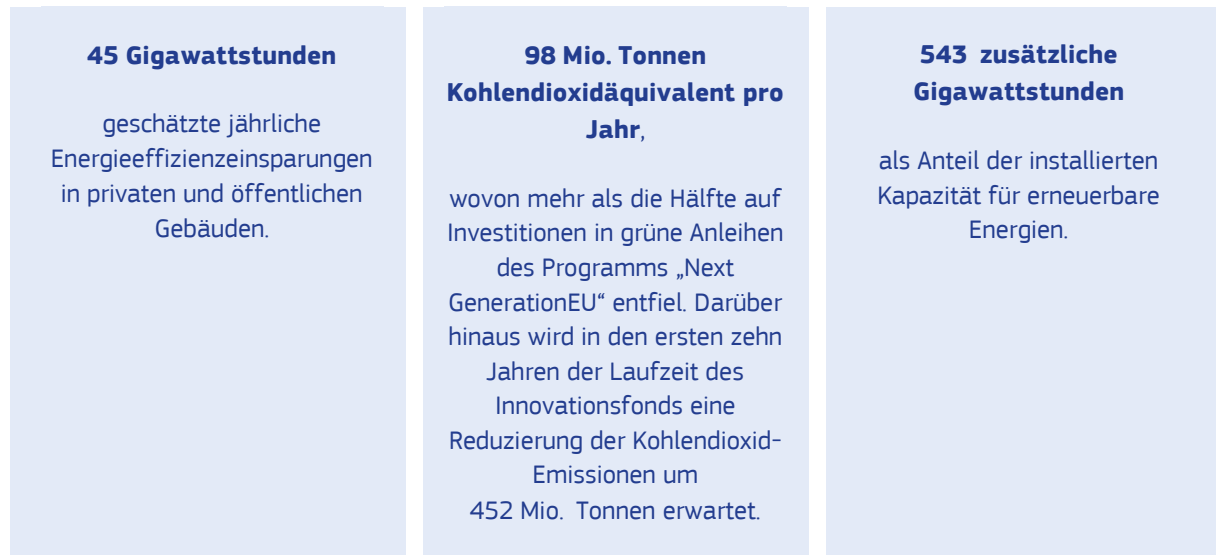 45 Gigawattstunden
geschätzte jährliche
Energieeffizienzeinsparungen
in privaten und öffentlichen
Gebäuden.
98 Mio. Tonnen
Kohlendioxidäquivalent pro
Jahr,
wovon mehr als die Hälfte auf
Investitionen in grüne Anleihen
des Programms „Next
GenerationEU“ entfiel. Darüber
hinaus wird in den ersten zehn
Jahren der Laufzeit des
Innovationsfonds eine
Reduzierung der Kohlendioxid-
Emissionen um
452 Mio. Tonnen erwartet.
543 zusätzliche
Gigawattstunden
als Anteil der installierten
Kapazität für erneuerbare
Energien.